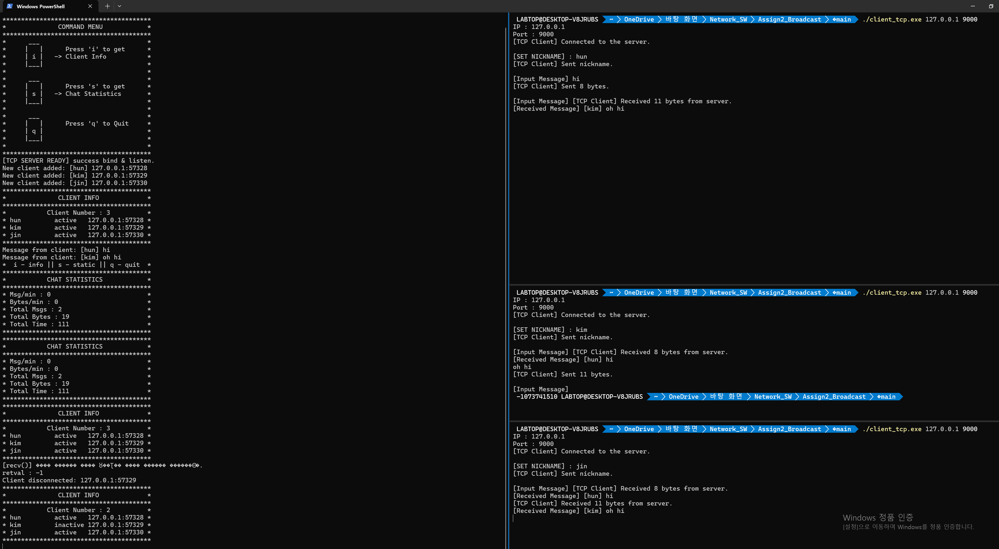 Windows PowerShell
****************************************
* COMMAND MENU *
****************************************
* ___ *
* | | Press 'i' to get *
* | i | -> Client Info *
* |___| *
* *
* ___ *
* | | Press 's' to get *
* | s | -> Chat Statistics *
* |___| *
* *
* ___ *
* | | Press 'q' to Quit *
* | q | *
* |___| *
* *
****************************************
[TCP SERVER READY] success bind & listen.
New client added: [hun] 127.0.0.1:57328
New client added: [kim] 127.0.0.1:57329
New client added: [jin] 127.0.0.1:57330
****************************************
* CLIENT INFO *
****************************************
* Client Number : 3 *
* hun active 127.0.0.1:57328 *
* kim active 127.0.0.1:57329 *
* jin active 127.0.0.1:57330 *
****************************************
Message from client: [hun] hi
Message from client: [kim] oh hi
* i - info || s - static || q - quit *
****************************************
* CHAT STATISTICS *
****************************************
* Msg/min : 0 *
* Bytes/min : 0 *
* Total Msgs : 2 *
* Total Bytes : 19 *
* Total Time : 111 *
****************************************
****************************************
* CHAT STATISTICS *
****************************************
* Msg/min : 0 *
* Bytes/min : 0 *
* Total Msgs : 2 *
* Total Bytes : 19 *
* Total Time : 111 *
****************************************
****************************************
* CLIENT INFO *
****************************************
* Client Number : 3 *
* hun active 127.0.0.1:57328 *
* kim active 127.0.0.1:57329 *
* jin active 127.0.0.1:57330 *
****************************************
[recv()]
retval : -1
Client disconnected: 127.0.0.1:57329
****************************************
* CLIENT INFO *
****************************************
* Client Number : 2 *
* hun active 127.0.0.1:57328 *
* kim inactive 127.0.0.1:57329 *
* jin active 127.0.0.1:57330 *
****************************************
LABTOP@DESKTOP-V8JRUBS ~ OneDrive 바탕 화면 Network_SW Assign2_Broadcast �main ./client_tcp.exe 127.0.0.1 9000
IP : 127.0.0.1
Port : 9000
[TCP Client] Connected to the server.
[SET NICKNAME] : hun
[TCP Client] Sent nickname.
[Input Message] hi
[TCP Client] Sent 8 bytes.
[Input Message] [TCP Client] Received 11 bytes from server.
[Received Message] [kim] oh hi
LABTOP@DESKTOP-V8JRUBS ~ OneDrive 바탕 화면 Network_SW Assign2_Broadcast �main ./client_tcp.exe 127.0.0.1 9000
IP : 127.0.0.1
Port : 9000
[TCP Client] Connected to the server.
[SET NICKNAME] : kim
[TCP Client] Sent nickname.
[Input Message] [TCP Client] Received 8 bytes from server.
[Received Message] [hun] hi
oh hi
[TCP Client] Sent 11 bytes.
[Input Message]
-1073741510 LABTOP@DESKTOP-V8JRUBS ~ OneDrive 바탕 화면 Network_SW Assign2_Broadcast �main
LABTOP@DESKTOP-V8JRUBS ~ OneDrive 바탕 화면 Network_SW Assign2_Broadcast �main ./client_tcp.exe 127.0.0.1 9000
IP : 127.0.0.1
Port : 9000
[TCP Client] Connected to the server.
[SET NICKNAME] : jin
[TCP Client] Sent nickname.
[Input Message] [TCP Client] Received 8 bytes from server.
[Received Message] [hun] hi
[TCP Client] Received 11 bytes from server.
[Received Message] [kim] oh hi
Windows 정품 인증
[설정]으로 이동하여 Windows를 정품 인증합니다.